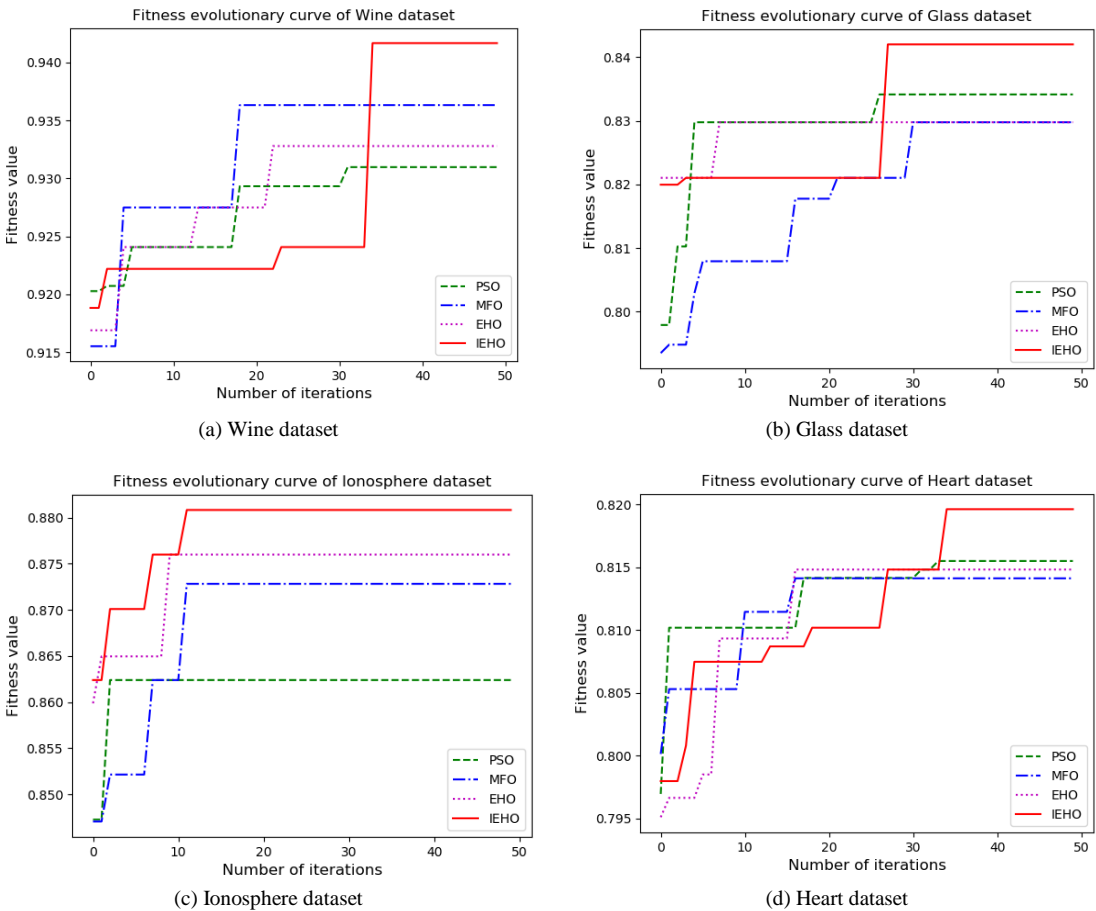 Fitness evolutionary curve of Wine dataset
0.940
0.935
0.930
0.925
0.920
0.915
Fitness value
PSO
MFO
EHO
IEHO
0 10 20 30 40 50
Number of iterations
(a) Wine dataset
Fitness evolutionary curve of Glass dataset
0.84
0.83
0.82
0.81
0.80
Fitness value
PSO
MFO
EHO
IEHO
0 10 20 30 40 50
Number of iterations
(b) Glass dataset
Fitness evolutionary curve of Ionosphere dataset
0.880
0.875
0.870
0.865
0.860
0.855
0.850
Fitness value
PSO
MFO
EHO
IEHO
0 10 20 30 40 50
Number of iterations
(c) Ionosphere dataset
Fitness evolutionary curve of Heart dataset
0.820
0.815
0.810
0.805
0.800
0.795
Fitness value
PSO
MFO
EHO
IEHO
0 10 20 30 40 50
Number of iterations
(d) Heart dataset